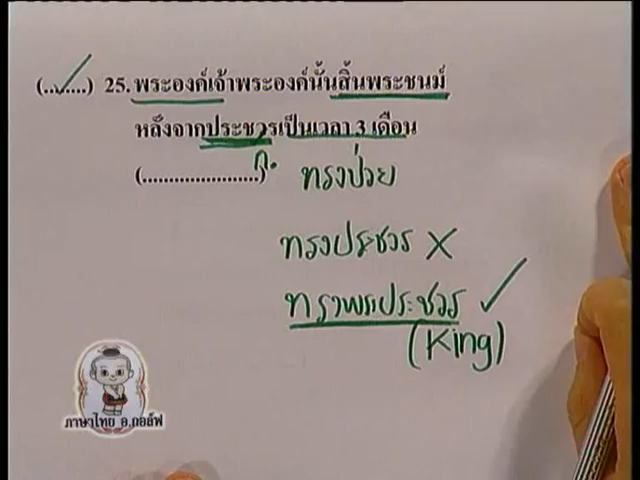 (...✓....) 25. พระองค์เจ้าพระองค์นั้นสิ้นพระชนม์
หลังจากประชวรเป็นเวลา 3 เดือน
(......................) ก. ทรงป่วย
ทรงประชวร X
ทรงพระประชวร ✓
(King)
ภาษาไทย อ.กอล์ฟ